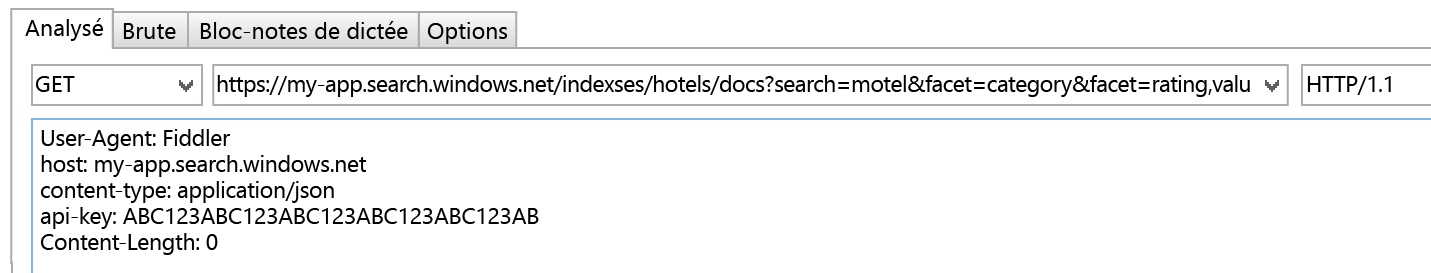 Analysé Brute Bloc-notes de dictée Options
GET https://my-app.search.windows.net/indexses/hotels/docs?search=motel&facet=category&facet=rating,valu HTTP/1.1
User-Agent: Fiddler
host: my-app.search.windows.net
content-type: application/json
api-key: ABC123ABC123ABC123ABC123ABC123AB
Content-Length: 0